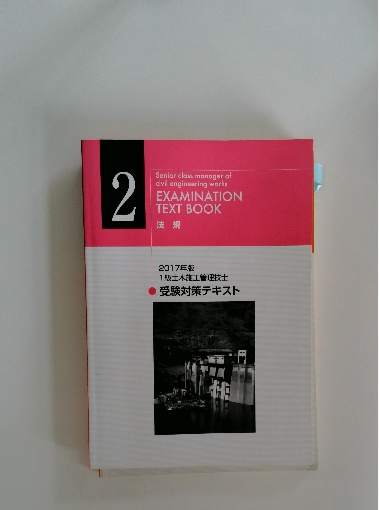 2
Senior class manager of
civil engineering works
EXAMINATION
TEXT BOOK
法 規
2017年版
1級土木施工管理技士
● 受験対策テキスト